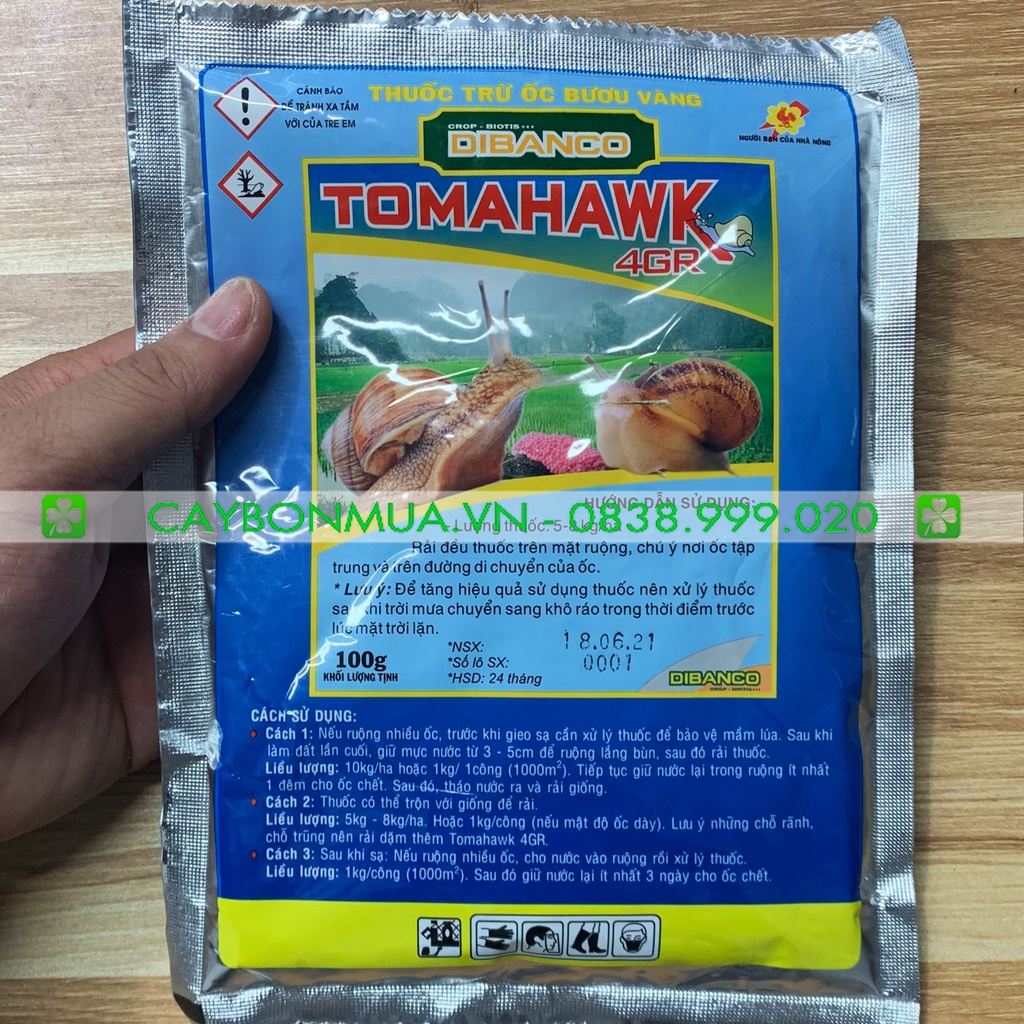 CẢNH BÁO
ĐỂ TRÁNH XA TẦM
VỚI CỦA TRẺ EM
THUỐC TRỪ ỐC BƯƠU VÀNG
CROP - BIOTIS
DIBANCO
NGƯỜI BẠN CỦA NHÀ NÔNG
TOMAHAWK
4GR
HƯỚNG DẪN SỬ DỤNG:
- Lượng thuốc: 5-8 kg/ha
CAYBONMUA.VN - 0838.999.020
Rải đều thuốc trên mặt ruộng, chú ý nơi ốc tập
trung và trên đường di chuyển của ốc.
* Lưu ý: Để tăng hiệu quả sử dụng thuốc nên xử lý thuốc
sau khi trời mưa chuyển sang khô ráo trong thời điểm trước
lúc mặt trời lặn.
*NSX: 18.06.21
*Số lô SX: 0001
*HSD: 24 tháng
100g
KHỐI LƯỢNG TỊNH
DIBANCO
CROP - BIOTIS
CÁCH SỬ DỤNG:
• Cách 1: Nếu ruộng nhiều ốc, trước khi gieo sạ cần xử lý thuốc để bảo vệ mầm lúa. Sau khi
làm đất lần cuối, giữ mực nước từ 3 - 5cm để ruộng lắng bùn, sau đó rải thuốc.
Liều lượng: 10kg/ha hoặc 1kg/ 1công (1000m²). Tiếp tục giữ nước lại trong ruộng ít nhất
1 đêm cho ốc chết. Sau đó, tháo nước ra và rải giống.
• Cách 2: Thuốc có thể trộn với giống để rải.
Liều lượng: 5kg - 8kg/ha. Hoặc 1kg/công (nếu mật độ ốc dày). Lưu ý những chỗ rãnh,
chỗ trũng nên rải dặm thêm Tomahawk 4GR.
• Cách 3: Sau khi sạ: Nếu ruộng nhiều ốc, cho nước vào ruộng rồi xử lý thuốc.
Liều lượng: 1kg/công (1000m²). Sau đó giữ nước lại ít nhất 3 ngày cho ốc chết.